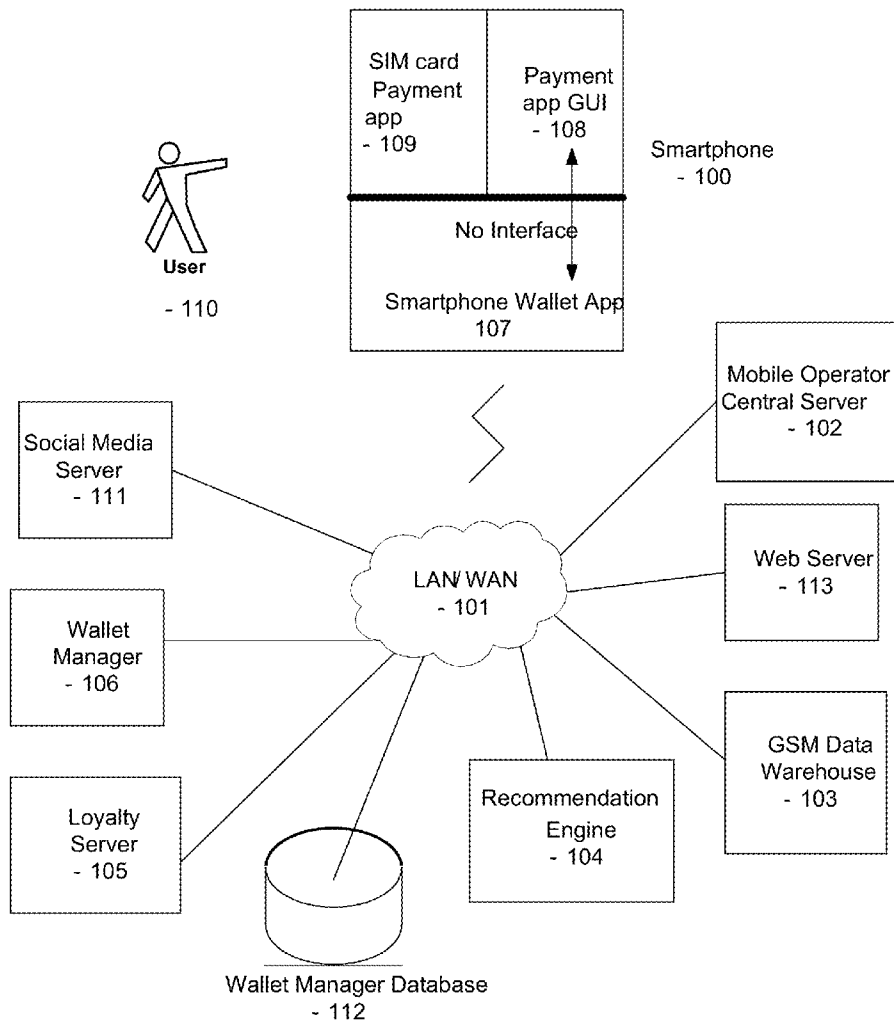 SIM card
Payment
app
- 109
Payment
app GUI
- 108
Smartphone
- 100
No Interface
Smartphone Wallet App
107
User
- 110
Mobile Operator
Central Server
- 102
Social Media
Server
- 111
LAN/WAN
- 101
Web Server
- 113
Wallet
Manager
- 106
GSM Data
Warehouse
- 103
Loyalty
Server
- 105
Recommendation
Engine
- 104
Wallet Manager Database
- 112